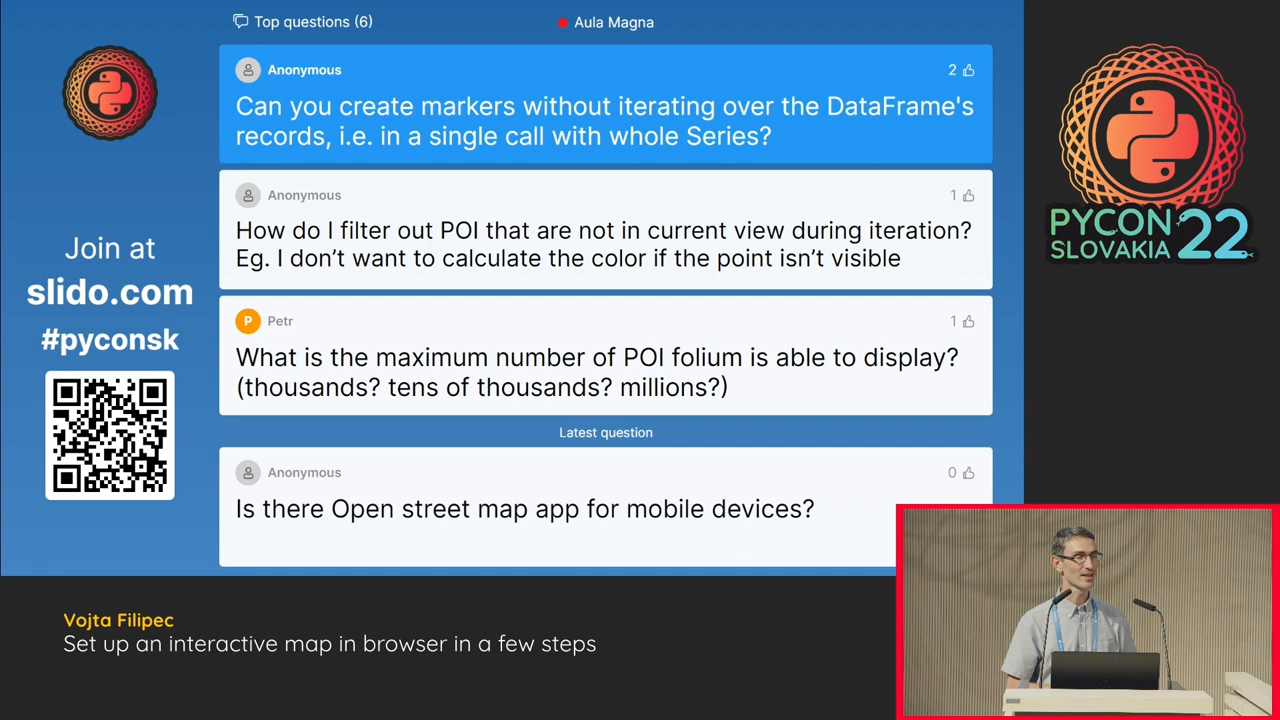 Top questions (6)
Aula Magna
Anonymous
2
Can you create markers without iterating over the DataFrame's
records, i.e. in a single call with whole Series?
Anonymous
1
How do I filter out POI that are not in current view during iteration?
Eg. I don’t want to calculate the color if the point isn’t visible
P
Petr
1
What is the maximum number of POI folium is able to display?
(thousands? tens of thousands? millions?)
Latest question
Anonymous
0
Is there Open street map app for mobile devices?
Join at
slido.com
#pyconsk
PYCON
SLOVAKIA
22
Vojta Filipec
Set up an interactive map in browser in a few steps